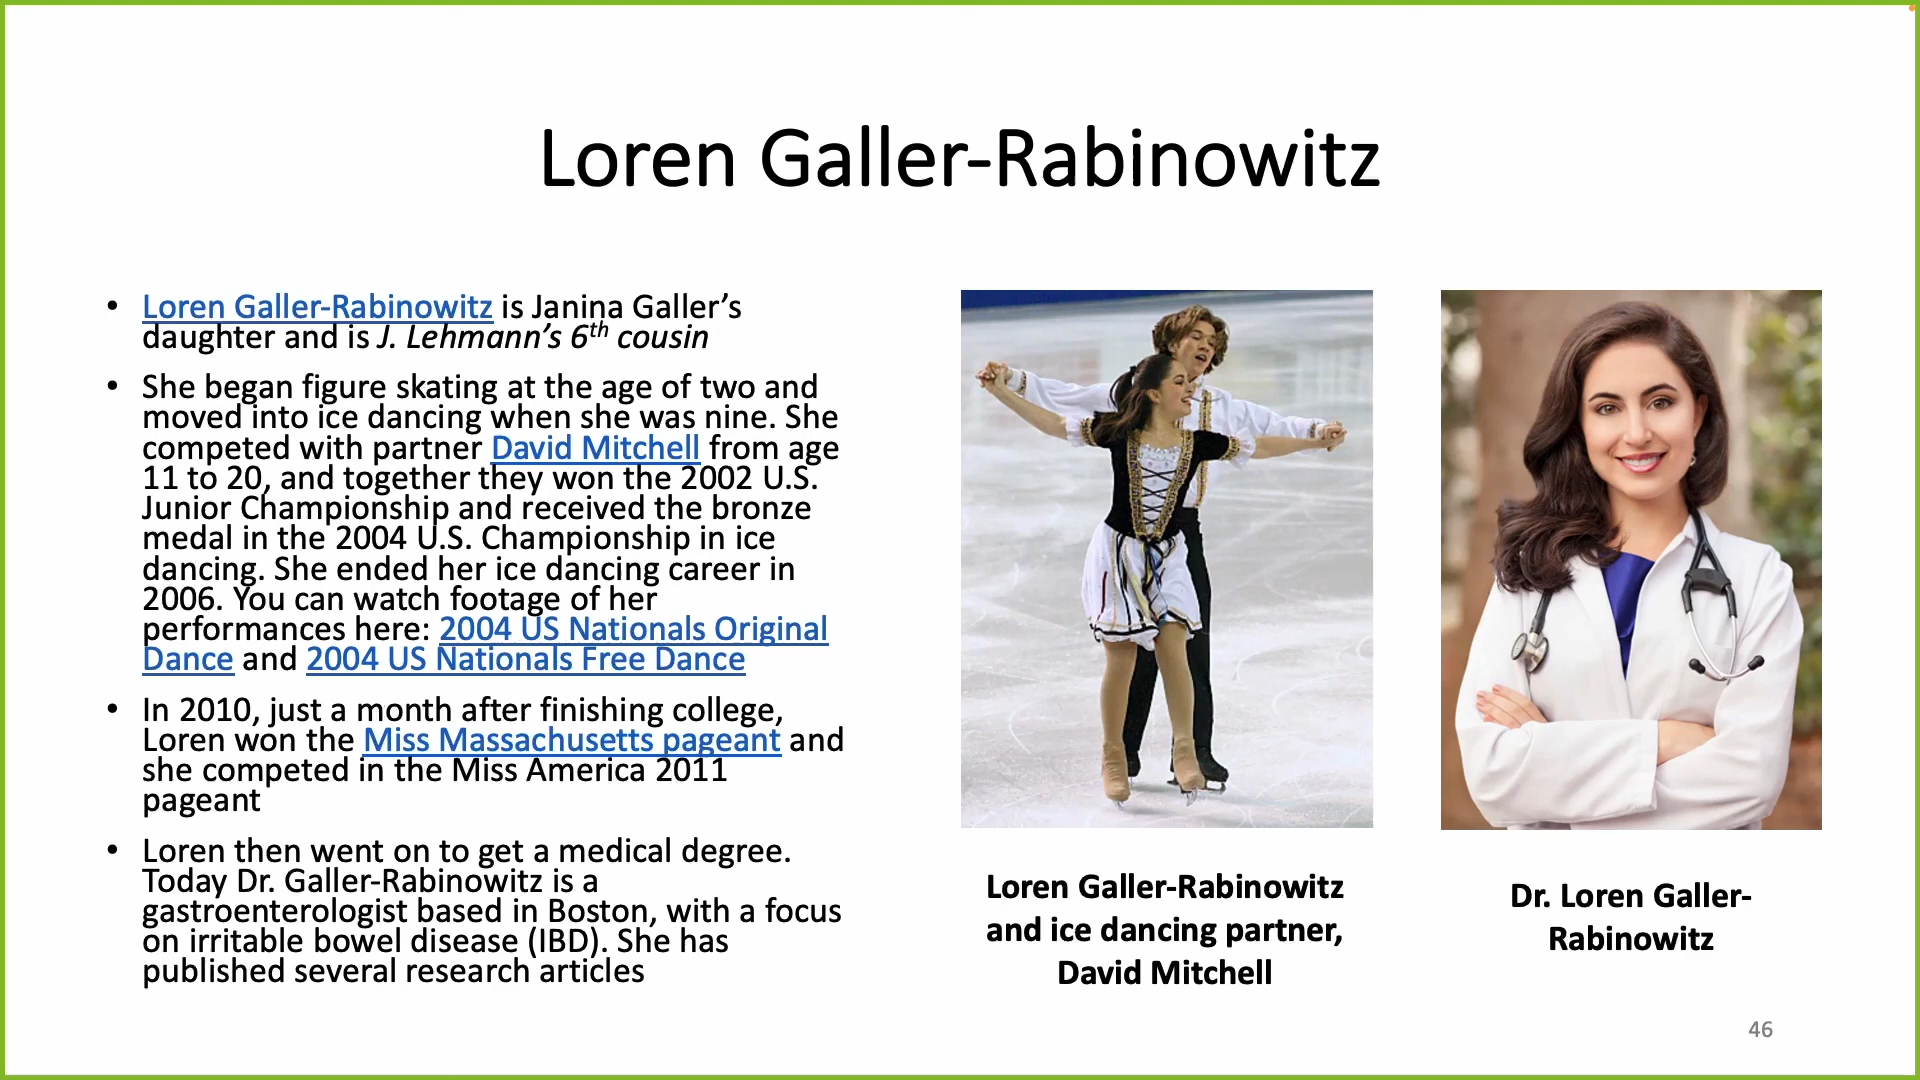 Loren Galler-Rabinowitz
• Loren Galler-Rabinowitz is Janina Galler’s
daughter and is J. Lehmann’s 6th cousin
• She began figure skating at the age of two and
moved into ice dancing when she was nine. She
competed with partner David Mitchell from age
11 to 20, and together they won the 2002 U.S.
Junior Championship and received the bronze
medal in the 2004 U.S. Championship in ice
dancing. She ended her ice dancing career in
2006. You can watch footage of her
performances here: 2004 US Nationals Original
Dance and 2004 US Nationals Free Dance
• In 2010, just a month after finishing college,
Loren won the Miss Massachusetts pageant and
she competed in the Miss America 2011
pageant
• Loren then went on to get a medical degree.
Today Dr. Galler-Rabinowitz is a
gastroenterologist based in Boston, with a focus
on irritable bowel disease (IBD). She has
published several research articles
Loren Galler-Rabinowitz
and ice dancing partner,
David Mitchell
Dr. Loren Galler-
Rabinowitz
46